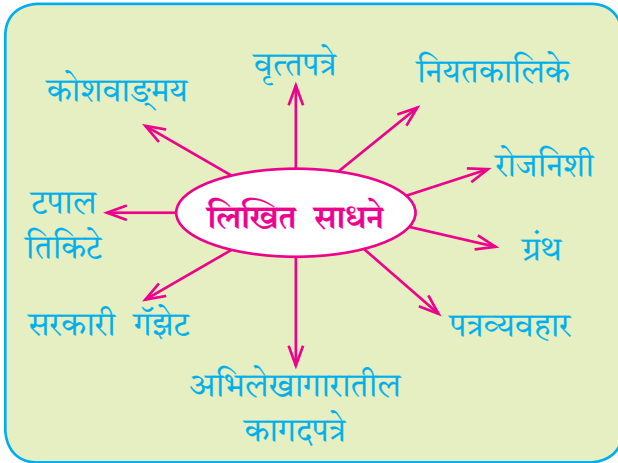 वृत्तपत्रे
नियतकालिके
कोशवाङ्मय
रोजनिशी
टपाल
तिकिटे
लिखित साधने
ग्रंथ
सरकारी गॅझेट
पत्रव्यवहार
अभिलेखागारातील
कागदपत्रे